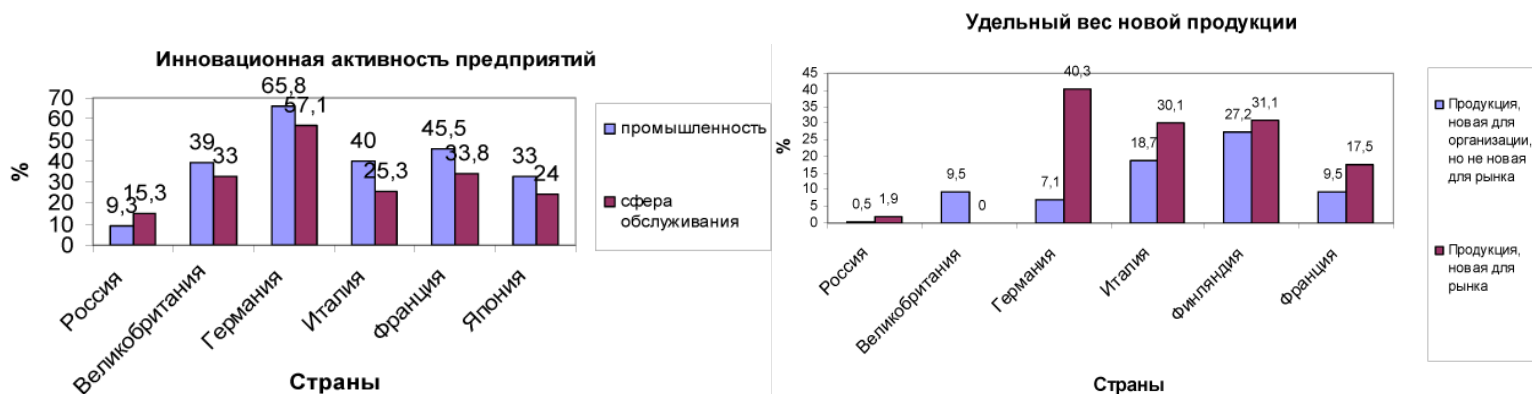 Инновационная активность предприятий
65,8
57,1
39
33
40
25,3
45,5
33,8
33
24
9,3
15,3
70
60
50
40
30
20
10
0
%
Россия
Великобритания
Германия
Италия
Франция
Япония
Страны
промышленность
сфера
обслуживания
Удельный вес новой продукции
45
40
35
30
25
20
15
10
5
0
%
0,5
1,9
9,5
0
7,1
40,3
18,7
30,1
27,2
31,1
9,5
17,5
Россия
Великобритания
Германия
Италия
Финляндия
Франция
Страны
Продукция,
новая для
организации,
но не новая
для рынка
Продукция,
новая для
рынка